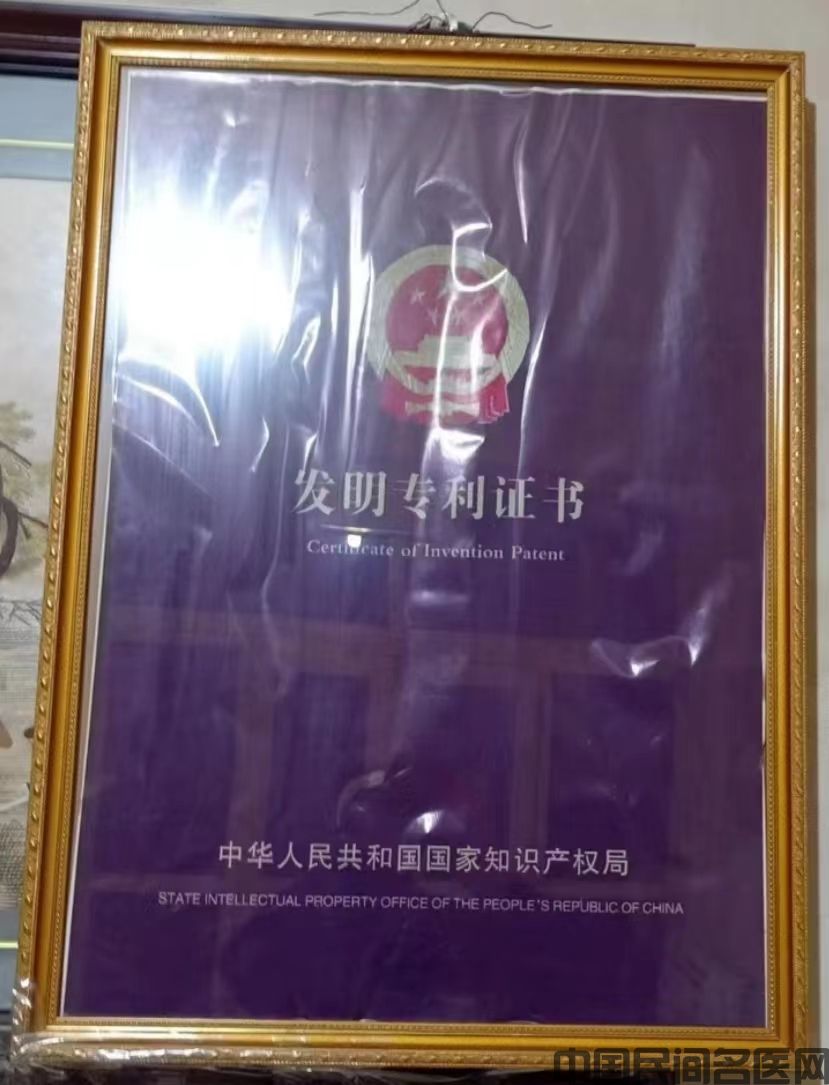 发明专利证书
Certificate of Invention Patent
中华人民共和国国家知识产权局
STATE INTELLECTUAL PROPERTY OFFICE OF THE PEOPLE'S REPUBLIC OF CHINA
中国民间名医网